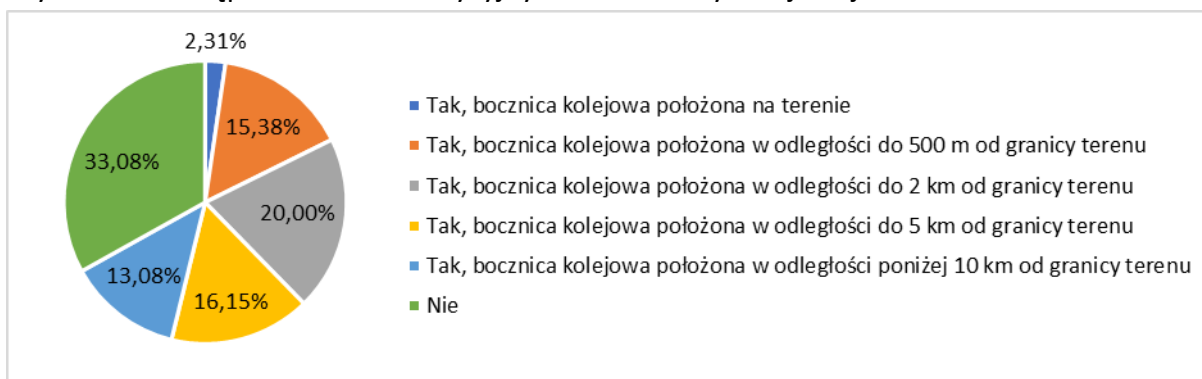 2,31%
15,38%
33,08%
20,00%
13,08%
16,15%
Tak, bocznica kolejowa położona na terenie
Tak, bocznica kolejowa położona w odległości do 500 m od granicy terenu
Tak, bocznica kolejowa położona w odległości do 2 km od granicy terenu
Tak, bocznica kolejowa położona w odległości do 5 km od granicy terenu
Tak, bocznica kolejowa położona w odległości poniżej 10 km od granicy terenu
Nie